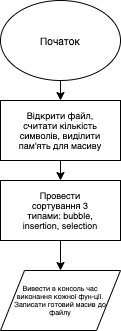 Початок
Відкрити файл,
считати кількість
символів, виділити
пам'ять для масиву
Провести
сортування 3
типами: bubble,
insertion, selection
Вивести в консоль час
виконання кожної фун-ції.
Записати готовий масив до
файлу